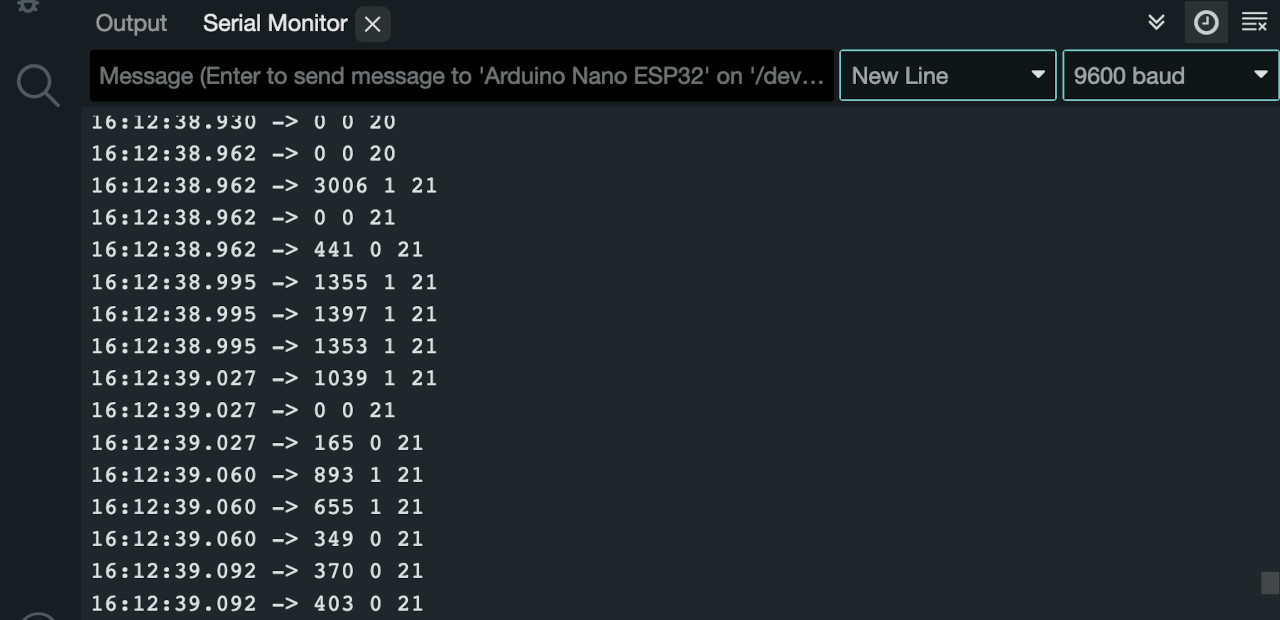 Output Serial Monitor
Message (Enter to send message to 'Arduino Nano ESP32' on '/dev... New Line 9600 baud
16:12:38.930 -> 0 0 20
16:12:38.962 -> 0 0 20
16:12:38.962 -> 3006 1 21
16:12:38.962 -> 0 0 21
16:12:38.962 -> 441 0 21
16:12:38.995 -> 1355 1 21
16:12:38.995 -> 1397 1 21
16:12:38.995 -> 1353 1 21
16:12:39.027 -> 1039 1 21
16:12:39.027 -> 0 0 21
16:12:39.027 -> 165 0 21
16:12:39.060 -> 893 1 21
16:12:39.060 -> 655 1 21
16:12:39.060 -> 349 0 21
16:12:39.092 -> 370 0 21
16:12:39.092 -> 403 0 21